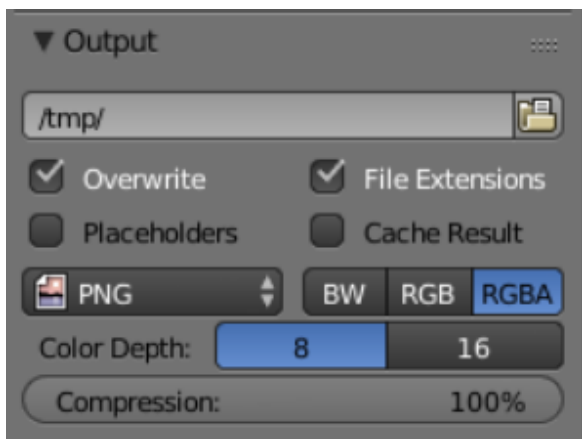 Output
/tmp/
Overwrite File Extensions
Placeholders Cache Result
PNG BW RGB RGBA
Color Depth: 8 16
Compression: 100%